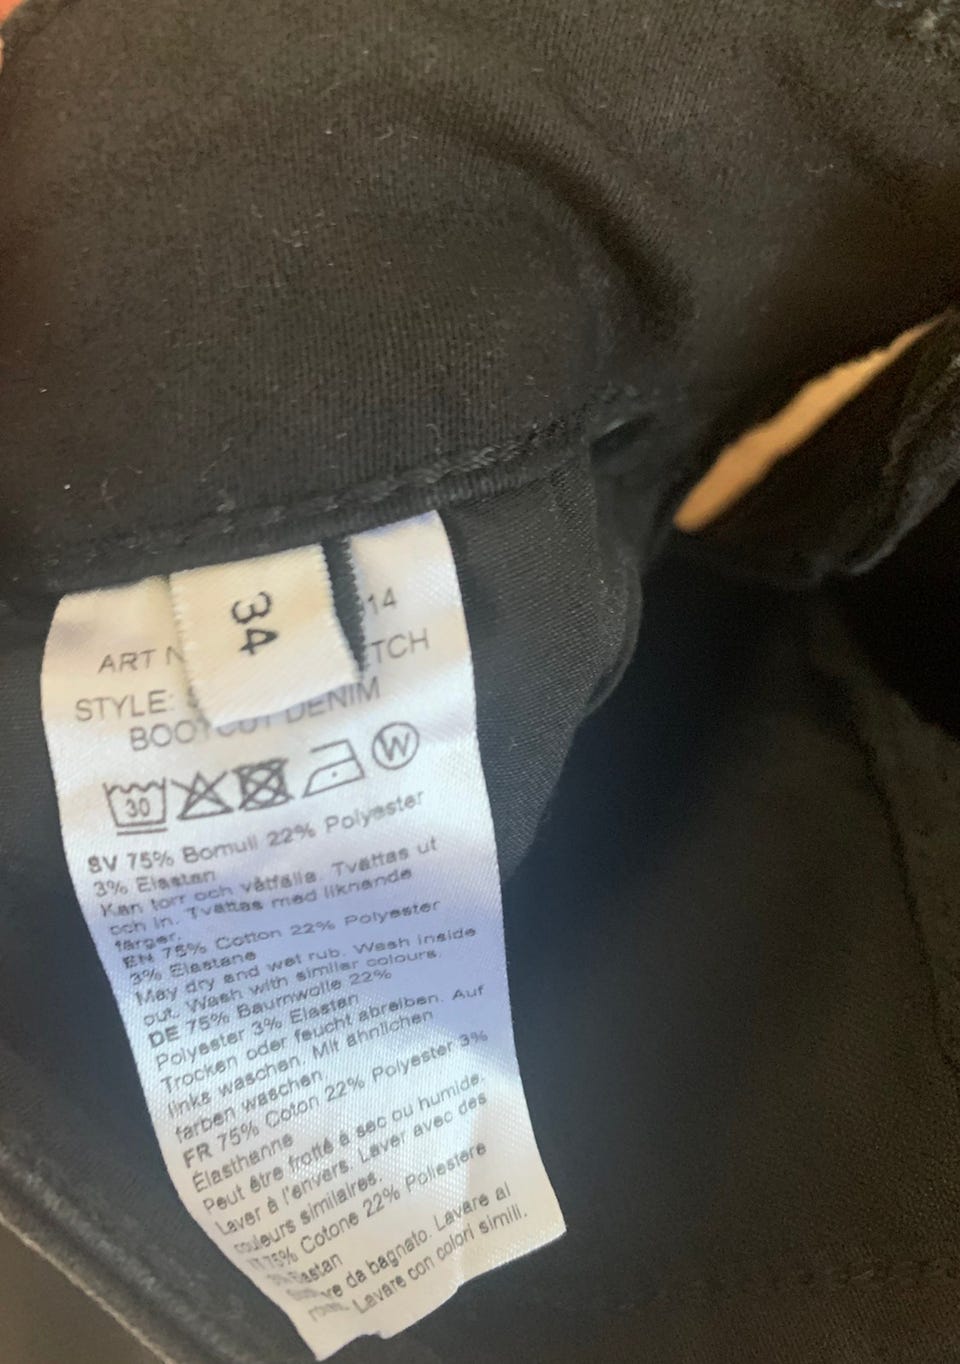 34
14
ART
TCH
STYLE:
BOOTCUT DENIM
30
W
SV 75% Bomull 22% Polyester
3% Elastan
Kan torr och våtfälla. Tvättas ut
och in. Tvättas med liknande
färger.
EN 75% Cotton 22% Polyester
3% Elastane
May dry and wet rub. Wash inside
out. Wash with similar colours.
DE 75% Baumwolle 22%
Polyester 3% Elastan
Trocken oder feucht abreiben. Auf
links waschen. Mit ähnlichen
farben waschen
FR 75% Coton 22% Polyester 3%
Élasthanne
Peut être frotté à sec ou humide.
Laver à l'envers. Laver avec des
couleurs similaires.
75% Cotone 22% Poliestere
Elastan
da bagnato. Lavare al
Lavare con colori simili.